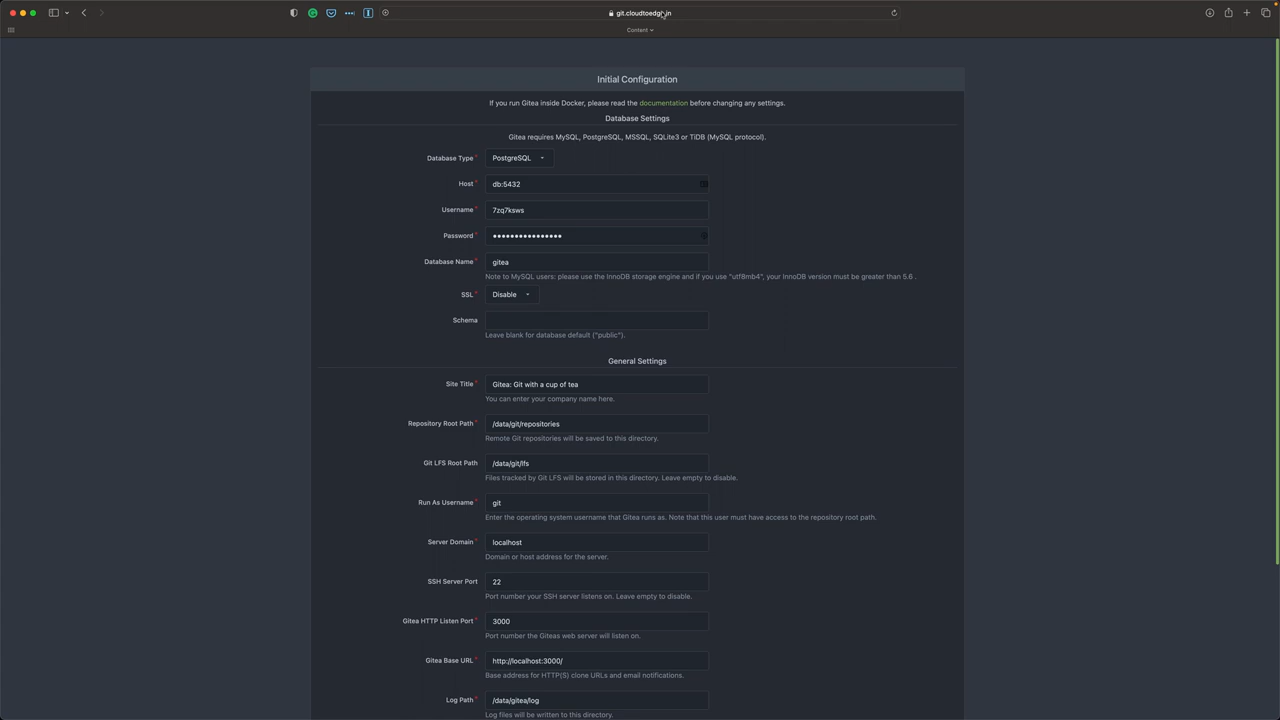 Content
Initial Configuration
If you run Gitea inside Docker, please read the documentation before changing any settings.
Database Settings
Gitea requires MySQL, PostgreSQL, MSSQL, SQLite3 or TiDB (MySQL protocol).
Database Type* PostgreSQL
Host* db:5432
Username* 7zq7ksws
Password* ••••••••••••••••
Database Name* gitea
Note to MySQL users: please use the InnoDB storage engine and if you use "utf8mb4", your InnoDB version must be greater than 5.6 .
SSL* Disable
Schema
Leave blank for database default ("public").
General Settings
Site Title* Gitea: Git with a cup of tea
You can enter your company name here.
Repository Root Path* /data/git/repositories
Remote Git repositories will be saved to this directory.
Git LFS Root Path /data/git/lfs
Files tracked by Git LFS will be stored in this directory. Leave empty to disable.
Run As Username* git
Enter the operating system username that Gitea runs as. Note that this user must have access to the repository root path.
Server Domain* localhost
Domain or host address for the server.
SSH Server Port 22
Port number your SSH server listens on. Leave empty to disable.
Gitea HTTP Listen Port* 3000
Port number the Giteas web server will listen on.
Gitea Base URL* http://localhost:3000/
Base address for HTTP(S) clone URLs and email notifications.
Log Path* /data/gitea/log
Log files will be written to this directory.